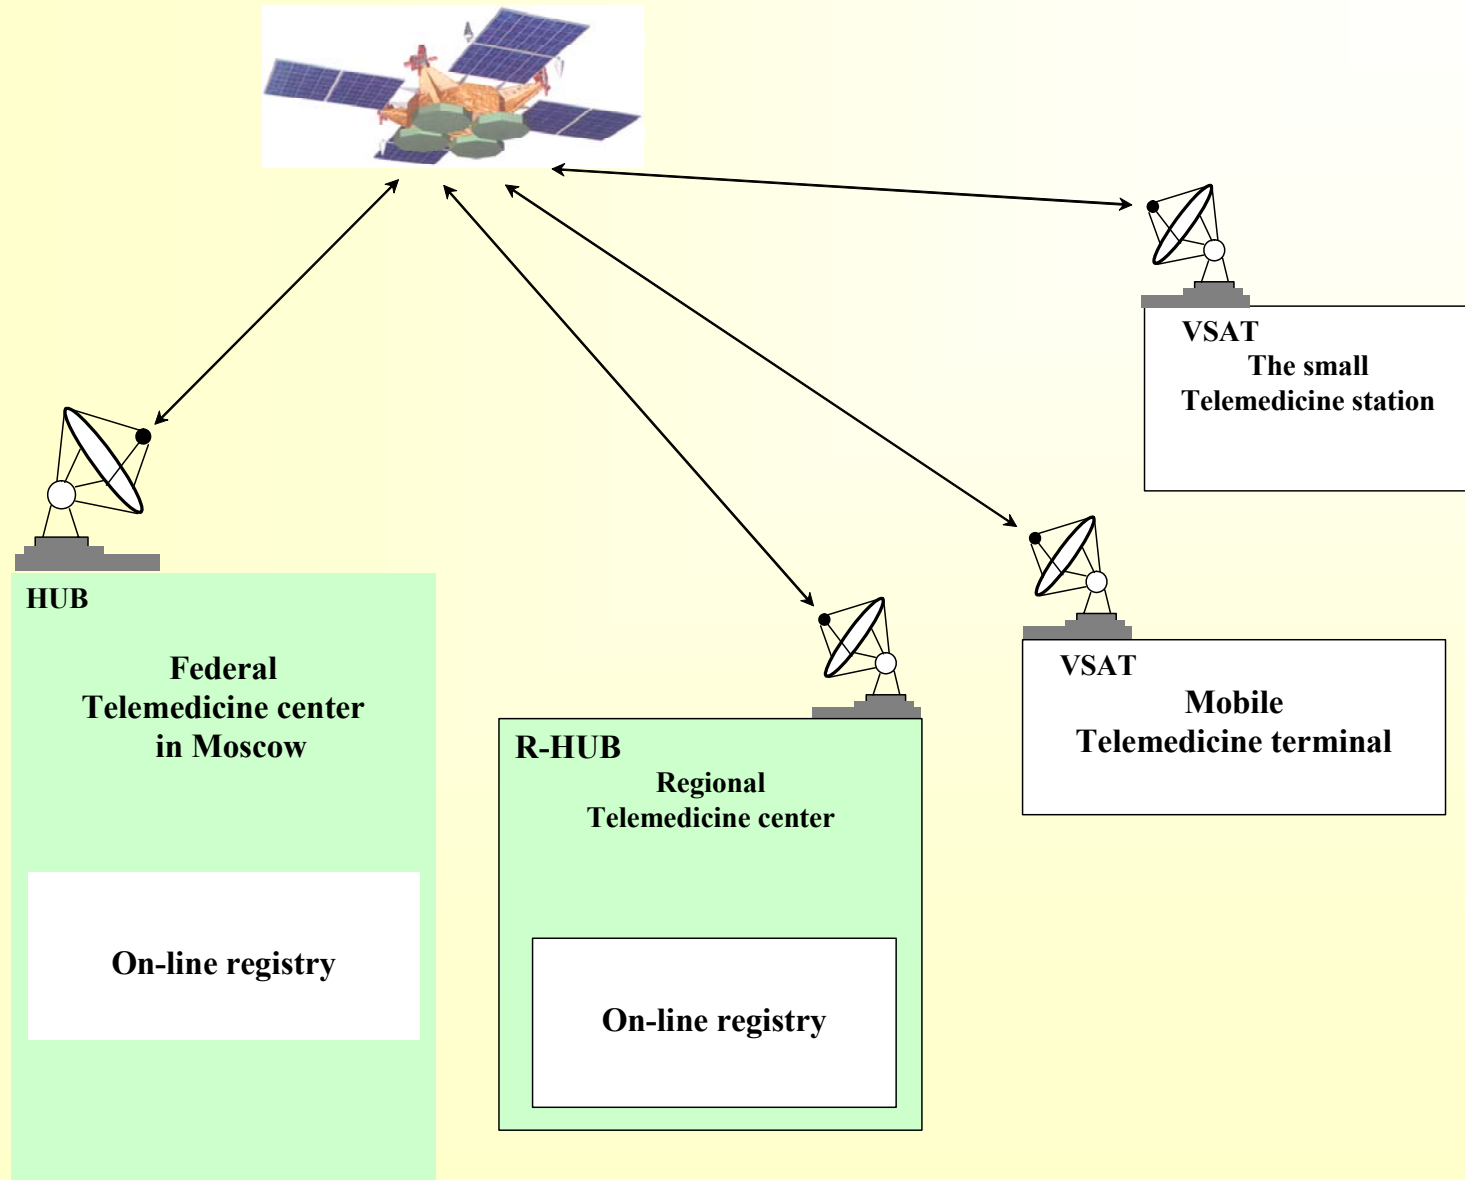 VSAT
The small
Telemedicine station
HUB
Federal
Telemedicine center
in Moscow
VSAT
Mobile
Telemedicine terminal
R-HUB
Regional
Telemedicine center
On-line registry
On-line registry